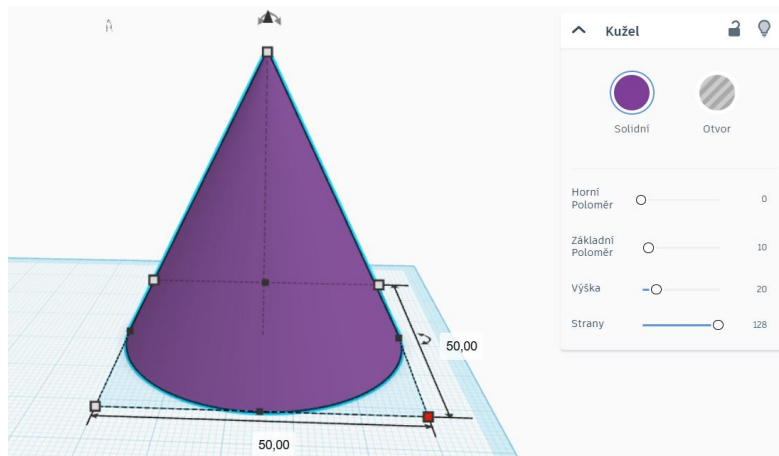 Kužel
Solidní
Otvor
Horní
Poloměr
0
Základní
Poloměr
10
Výška
20
Strany
128
50,00
50,00